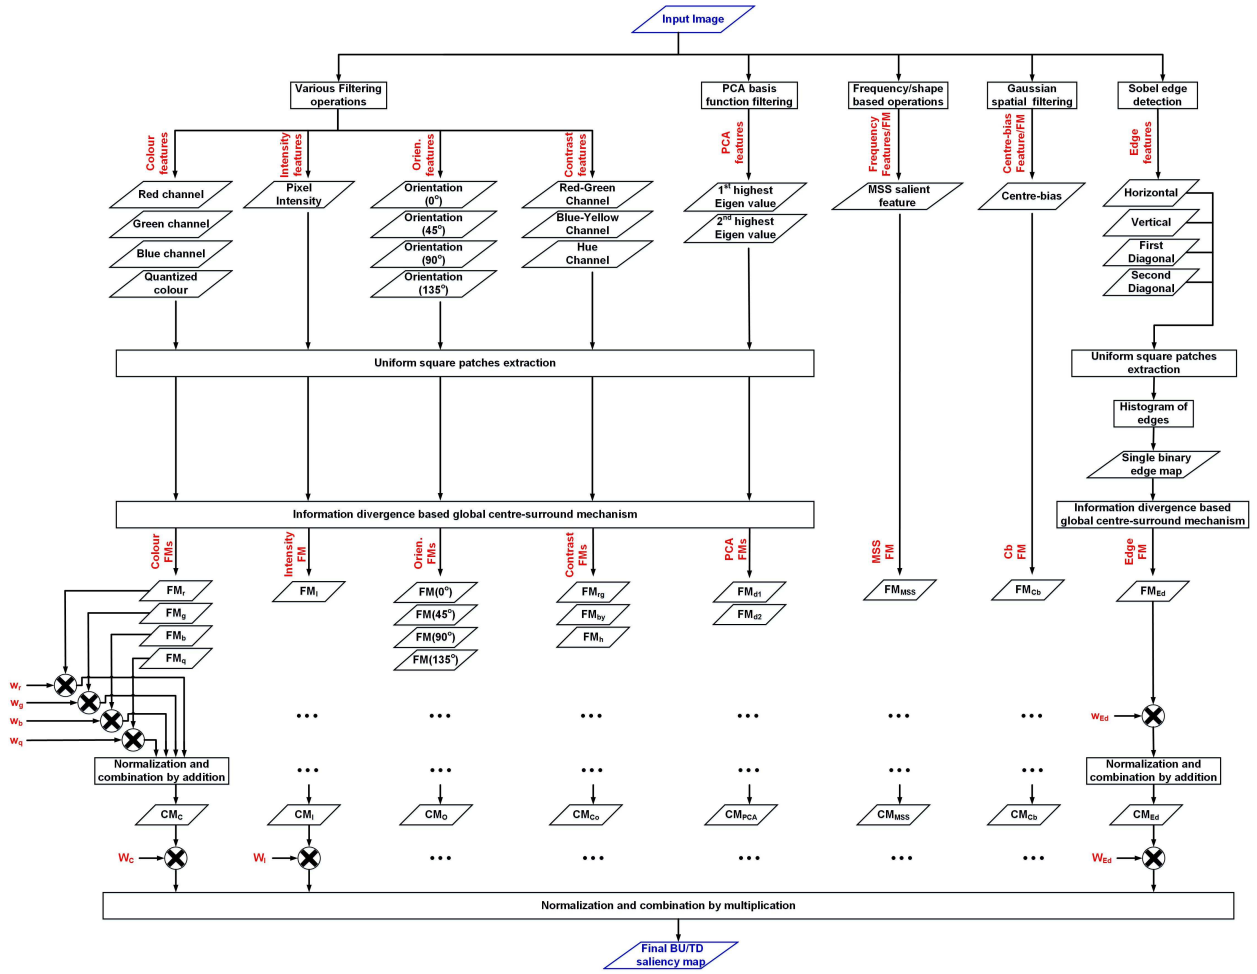 Input Image
Various Filtering
operations
PCA basis
function filtering
Frequency/shape
based operations
Gaussian
spatial filtering
Sobel edge
detection
Colour
features
Intensity
features
Orien.
features
Contrast
features
PCA
features
Frequency
Features/FM
Centre-bias
Feature/FM
Edge
features
Red channel
Green channel
Blue channel
Quantized
colour
Pixel
Intensity
Orientation
(0°)
Orientation
(45°)
Orientation
(90°)
Orientation
(135°)
Red-Green
Channel
Blue-Yellow
Channel
Hue
Channel
1st highest
Eigen value
2nd highest
Eigen value
MSS salient
feature
Centre-bias
Horizontal
Vertical
First
Diagonal
Second
Diagonal
Uniform square patches extraction
Uniform square patches
extraction
Histogram of
edges
Single binary
edge map
Information divergence based global centre-surround mechanism
Information divergence based
global centre-surround mechanism
Colour
FMs
Intensity
FM
Orien.
FMs
Contrast
FMs
PCA
FMs
MSS
FM
Cb
FM
Edge
FM
FMr
FMg
FMb
FMq
FMI
FM(0°)
FM(45°)
FM(90°)
FM(135°)
FMrg
FMby
FMh
FMd1
FMd2
FMMSS
FMCb
FMEd
wr
wg
wb
wq
... ... ... ... ... ... wEd
Normalization and
combination by addition
... ... ... ... ... ...
Normalization and
combination by addition
CMC
CMI
CMO
CMCo
CMPCA
CMMSS
CMCb
CMEd
WC
WI
... ... ... ... ...
WEd
Normalization and combination by multiplication
Final BU/TD
saliency map